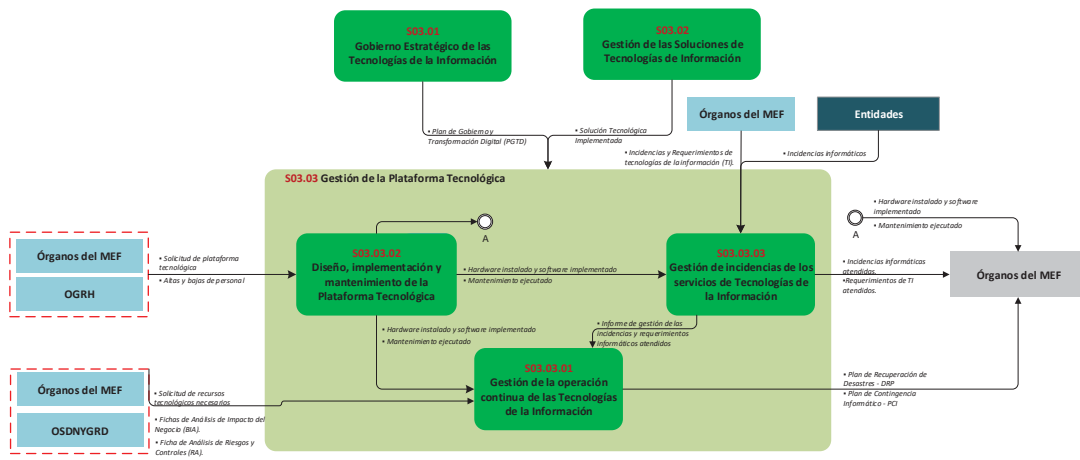 S03.01
Gobierno Estratégico de las
Tecnologías de la Información
S03.02
Gestión de las Soluciones de
Tecnologías de Información
Órganos del MEF
Entidades
• Plan de Gobierno y
Transformación Digital (PGTD)
• Solución Tecnológica
Implementada
• Incidencias y Requerimientos de
tecnologías de la información (TI).
• Incidencias Informáticos
S03.03 Gestión de la Plataforma Tecnológica
• Hardware instalado y software
implementado
• Mantenimiento ejecutado
A
A
Órganos del MEF
OGRH
• Solicitud de plataforma
tecnológica
• Altas y bajas de personal
S03.03.02
Diseño, implementación y
mantenimiento de la
Plataforma Tecnológica
• Hardware instalado y software implementado
• Mantenimiento ejecutado
S03.03.03
Gestión de incidencias de los
servicios de Tecnologías de
la Información
• Incidencias informáticas
atendidas.
•Requerimientos de TI
atendidos.
Órganos del MEF
• Hardware instalado y software implementado
• Mantenimiento ejecutado
• Informe de gestión de las
incidencias y requerimientos
informáticos atendidos
S03.03.01
Gestión de la operación
continua de las Tecnologías
de la Información
• Plan de Recuperación de
Desastres - DRP
• Plan de Contingencia
Informático - PCI
Órganos del MEF
OSDNYGRD
• Solicitud de recursos
tecnológicos necesarios
• Fichas de Análisis de Impacto del
Negocio (BIA).
• Ficha de Análisis de Riesgos y
Controles (RA).